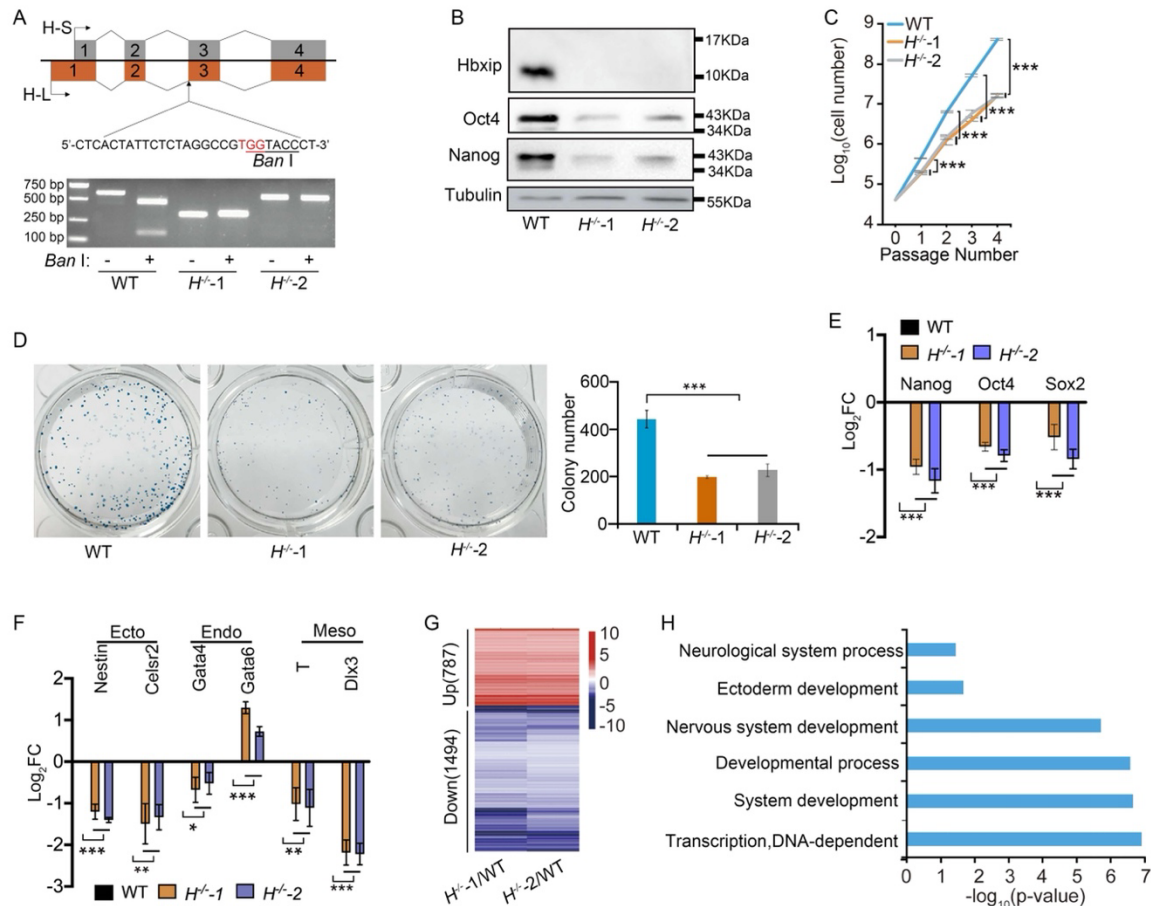 A
H-S
1 2 3 4
1 2 3 4
H-L
5'-CTCACTATTCTCTAGGCCGTGGTACCCT-3'
Ban I
750 bp
500 bp
250 bp
100 bp
Ban I: - + - + - +
WT H-/--1 H-/--2
B
Hbxip
17KDa
10KDa
Oct4
43KDa
34KDa
Nanog
43KDa
34KDa
Tubulin
55KDa
WT H-/--1 H-/--2
C
WT
H-/--1
H-/--2
Log10(cell number)
9
8
7
6
5
4
***
***
***
***
0 1 2 3 4
Passage Number
D
WT H-/--1 H-/--2
Colony number
600
400
200
0
***
WT H-/--1 H-/--2
E
WT
H-/--1 H-/--2
Nanog Oct4 Sox2
Log2FC
1
0
-1
-2
***
***
***
F
Ecto Endo Meso
Nestin Celsr2 Gata4 Gata6 T Dlx3
Log2FC
2
1
0
-1
-2
-3
***
**
*
***
**
***
WT H-/--1 H-/--2
G
Up(787)
Down(1494)
10
5
0
-5
-10
H-/--1/WT H-/--2/WT
H
Neurological system process
Ectoderm development
Nervous system development
Developmental process
System development
Transcription,DNA-dependent
0 1 2 3 4 5 6 7
-log10(p-value)